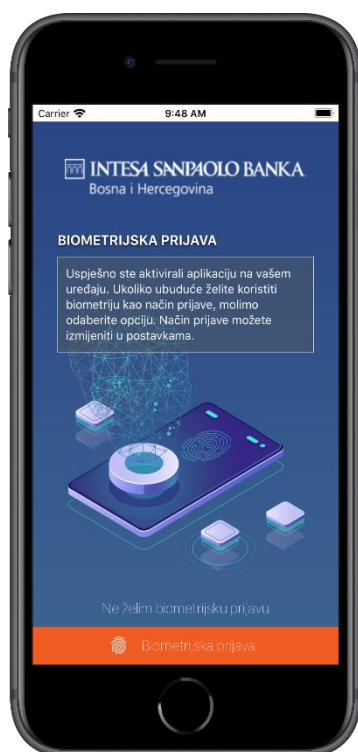 Carrier
9:48 AM
INTESA SANPAOLO BANKA
Bosna i Hercegovina
BIOMETRIJSKA PRIJAVA
Uspješno ste aktivirali aplikaciju na vašem
uređaju. Ukoliko ubuduće želite koristiti
biometriju kao način prijave, molimo
odaberite opciju. Način prijave možete
izmijeniti u postavkama.
Ne želim biometrijsku prijavu
Biometrijska prijava